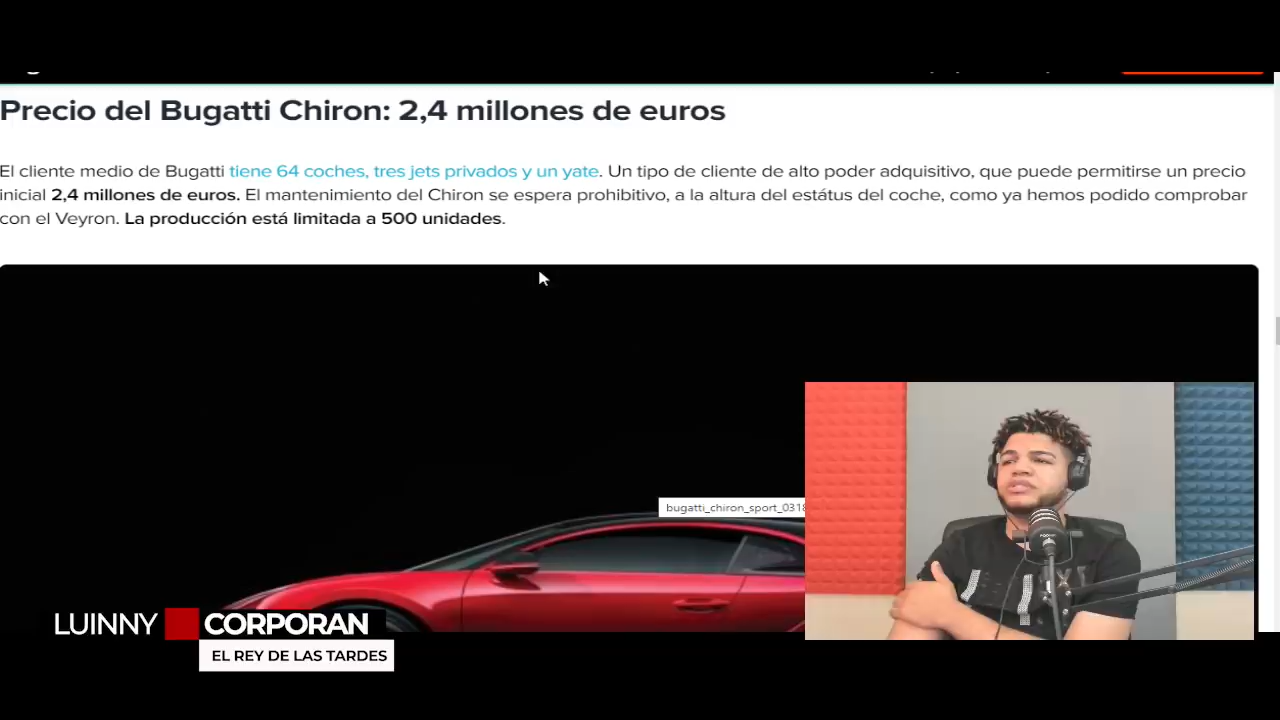 Precio del Bugatti Chiron: 2,4 millones de euros
El cliente medio de Bugatti tiene 64 coches, tres jets privados y un yate. Un tipo de cliente de alto poder adquisitivo, que puede permitirse un precio
inicial 2,4 millones de euros. El mantenimiento del Chiron se espera prohibitivo, a la altura del estátus del coche, como ya hemos podido comprobar
con el Veyron. La producción está limitada a 500 unidades.
bugatti_chiron_sport_0318
LUINNY CORPORAN
EL REY DE LAS TARDES